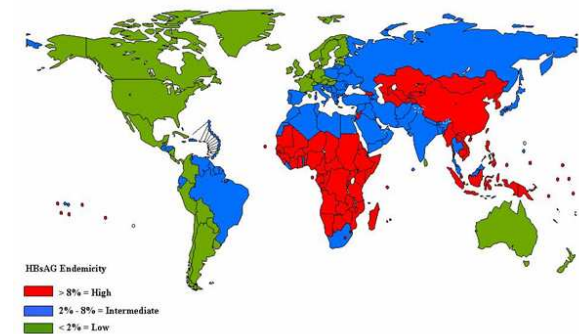 HBsAG Endemicity
> 8% = High
2% - 8% = Intermediate
< 2% = Low